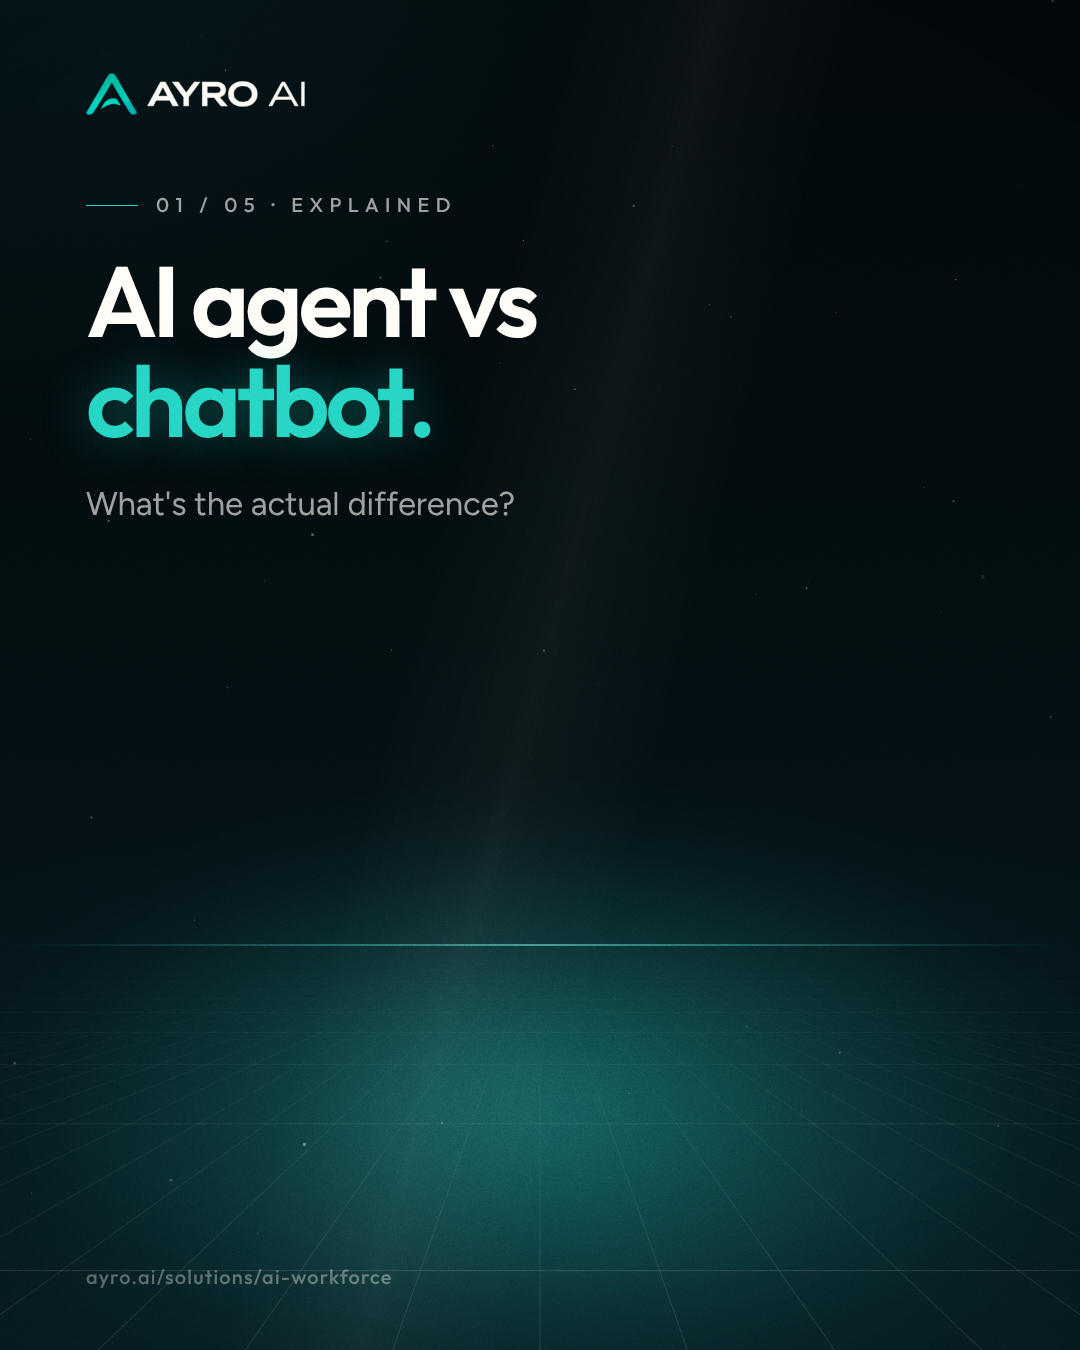 AYRO AI
01 / 05 · EXPLAINED
AI agent vs
chatbot.
What's the actual difference?
ayro.ai/solutions/ai-workforce